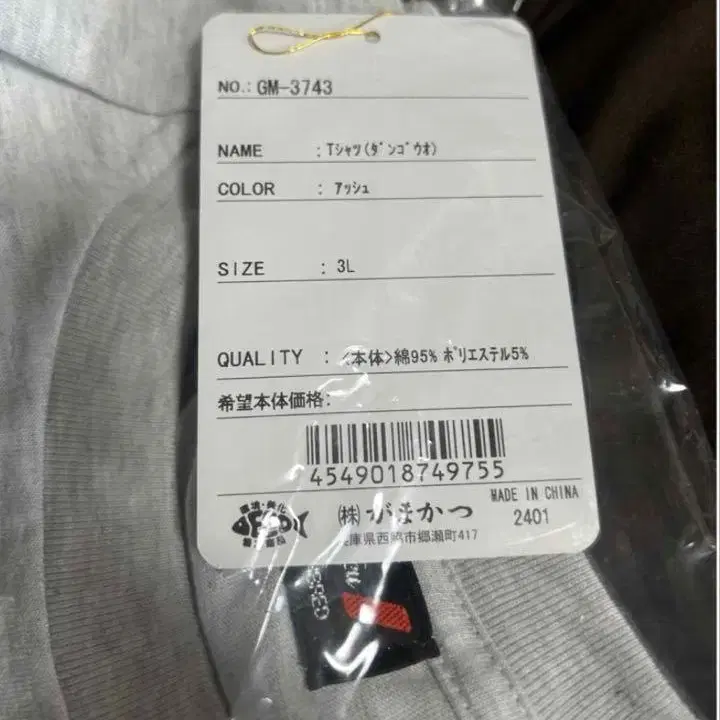 NO.: GM-3743
NAME : Tシャツ(ダンゴウオ)
COLOR : アッシュ
SIZE : 3L
QUALITY : <本体>綿95% ポリエステル5%
希望本体価格:
4549018749755
MADE IN CHINA
(株) がまかつ 2401
庫県西脇市郷瀬町417